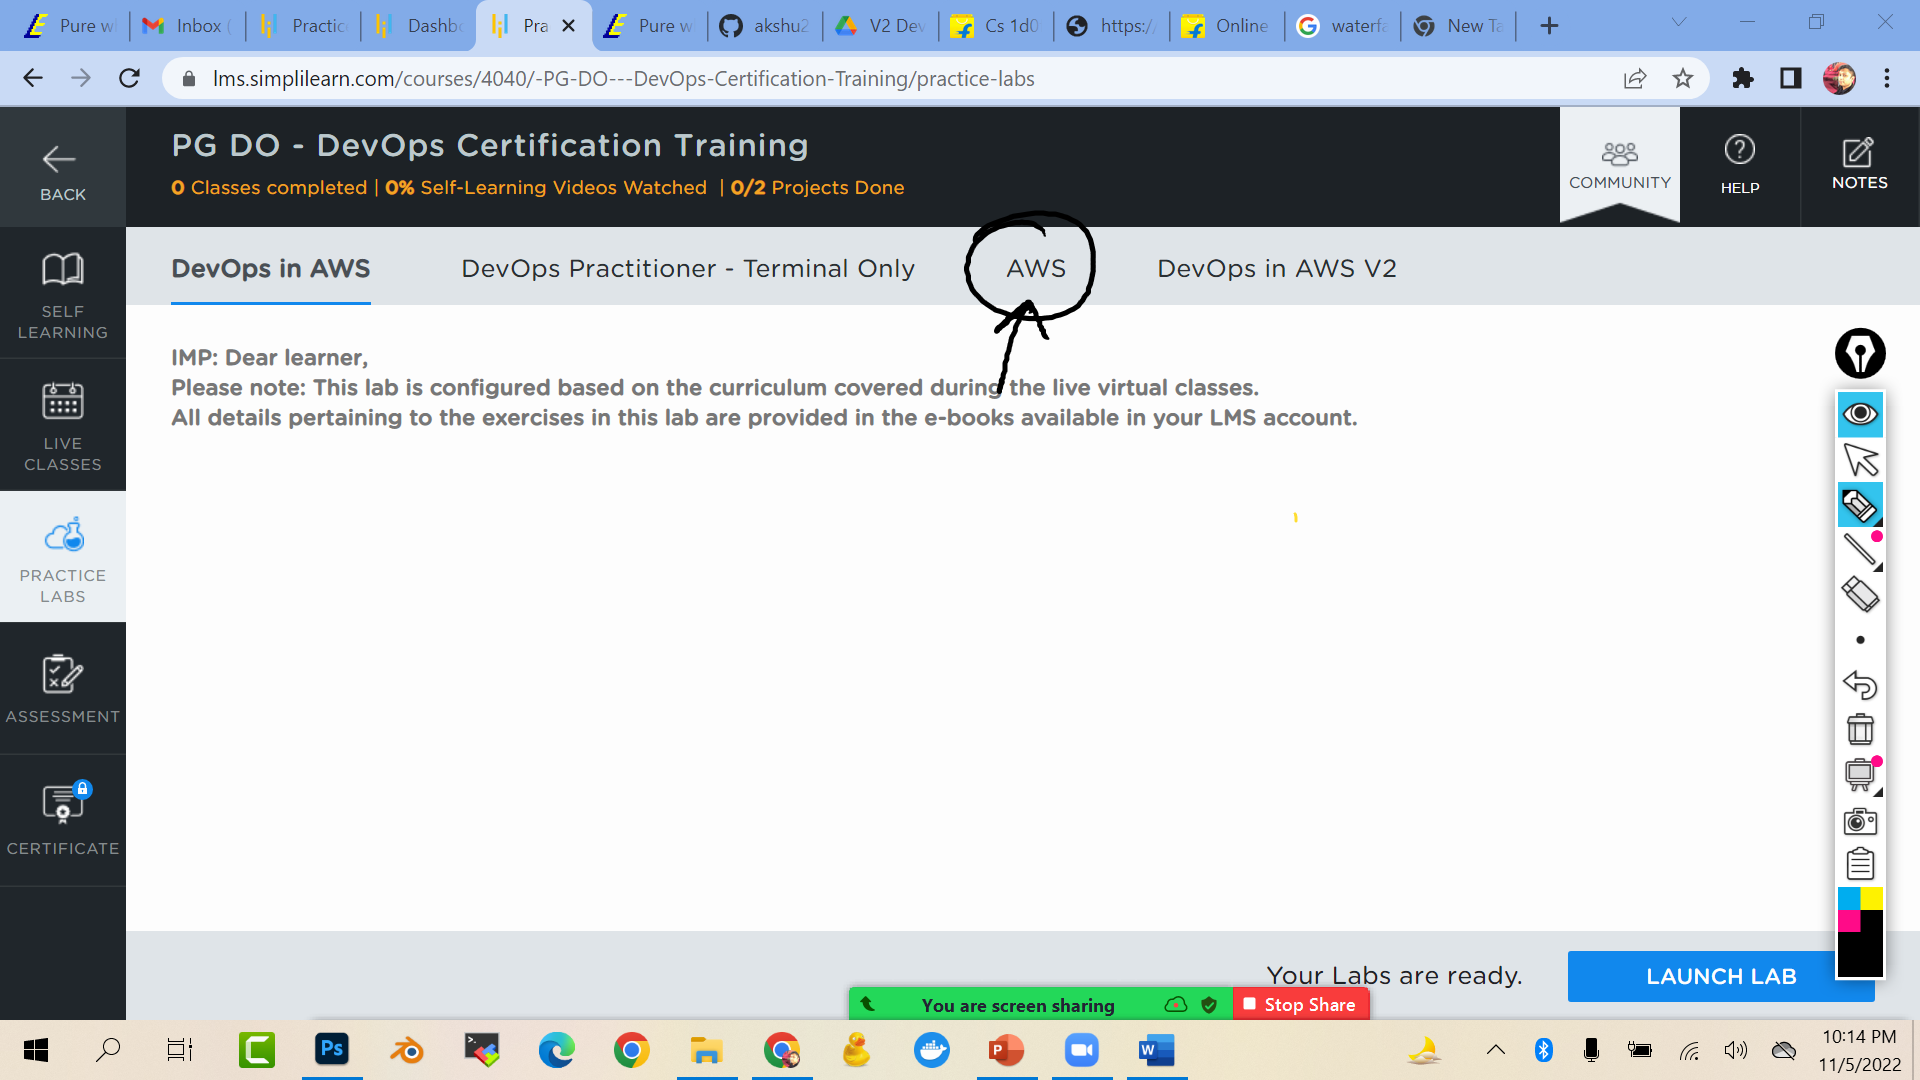 Pure w
Inbox (
Practice
Dashbo
Pra
Pure w
akshu2
V2 Dev
Cs 1d0
https:/
Online
waterfa
New Ta
lms.simplilearn.com/courses/4040/-PG-DO---DevOps-Certification-Training/practice-labs
BACK
PG DO - DevOps Certification Training
0 Classes completed | 0% Self-Learning Videos Watched | 0/2 Projects Done
COMMUNITY
HELP
NOTES
DevOps in AWS
DevOps Practitioner - Terminal Only
AWS
DevOps in AWS V2
SELF
LEARNING
LIVE
CLASSES
PRACTICE
LABS
ASSESSMENT
CERTIFICATE
IMP: Dear learner,
Please note: This lab is configured based on the curriculum covered during the live virtual classes.
All details pertaining to the exercises in this lab are provided in the e-books available in your LMS account.
Your Labs are ready.
LAUNCH LAB
You are screen sharing
Stop Share
Ps
P
W
10:14 PM
11/5/2022